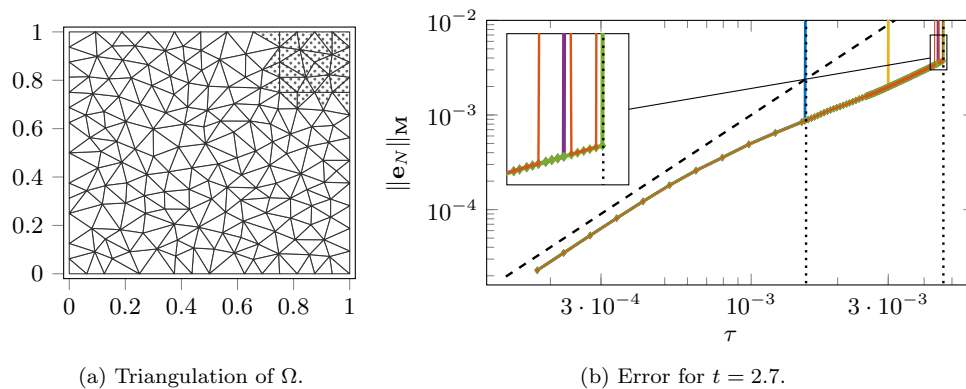 1
0.8
0.6
0.4
0.2
0
0 0.2 0.4 0.6 0.8 1
(a) Triangulation of Ω.
10⁻²
10⁻³
10⁻⁴
‖e_N‖_M
3 · 10⁻⁴ 10⁻³ 3 · 10⁻³
τ
(b) Error for t = 2.7.